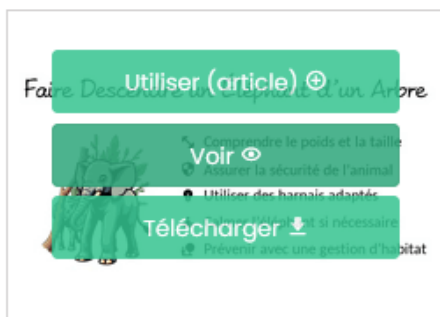 Faire Descendre un Éléphant d'un Arbre
Utiliser (article)
Comprendre le poids et la taille
Voir
Assurer la sécurité de l'animal
Utiliser des harnais adaptés
Télécharger
Calmer l'éléphant si nécessaire
Prévenir avec une gestion d'habitat